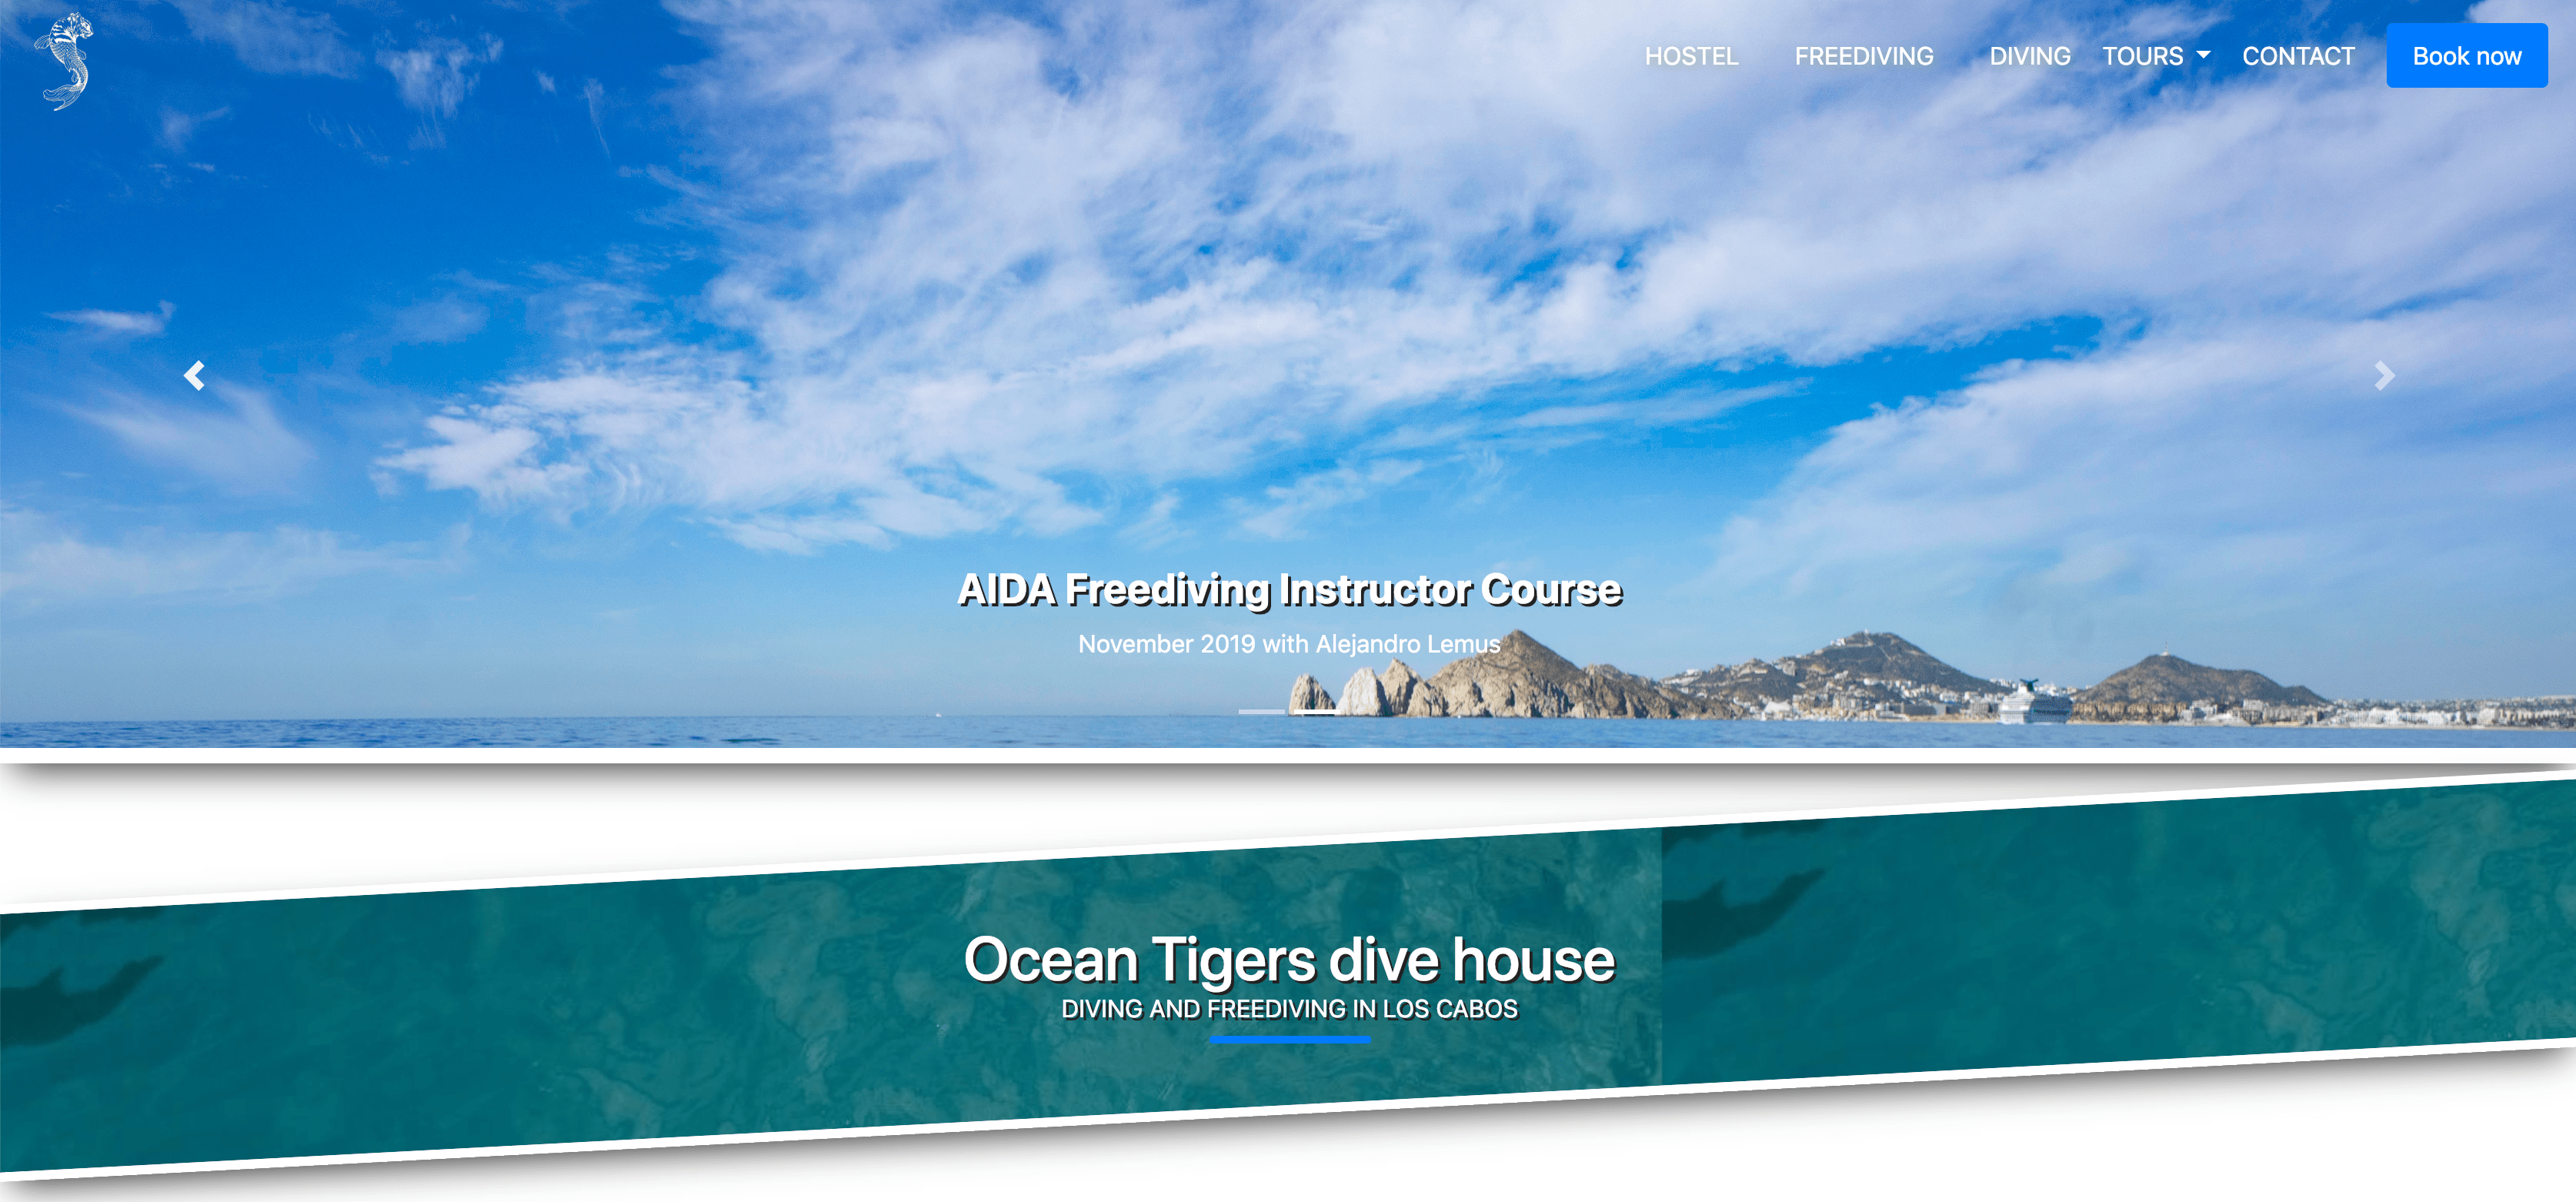 HOSTEL FREEDIVING DIVING TOURS CONTACT Book now
AIDA Freediving Instructor Course
November 2019 with Alejandro Lemus
Ocean Tigers dive house
DIVING AND FREEDIVING IN LOS CABOS